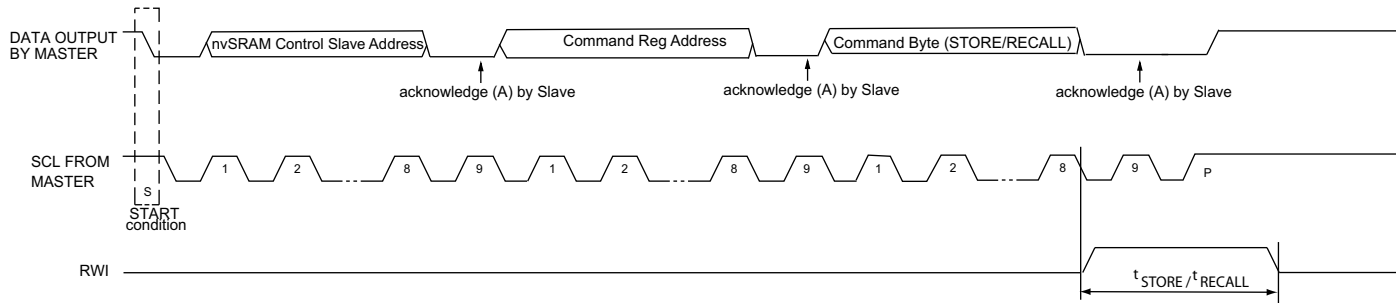 DATA OUTPUT
BY MASTER
nvSRAM Control Slave Address
Command Reg Address
Command Byte (STORE/RECALL)
acknowledge (A) by Slave
acknowledge (A) by Slave
acknowledge (A) by Slave
SCL FROM
MASTER
S
1
2
8
9
1
2
8
9
1
2
8
9
P
START
condition
RWI
t STORE / t RECALL